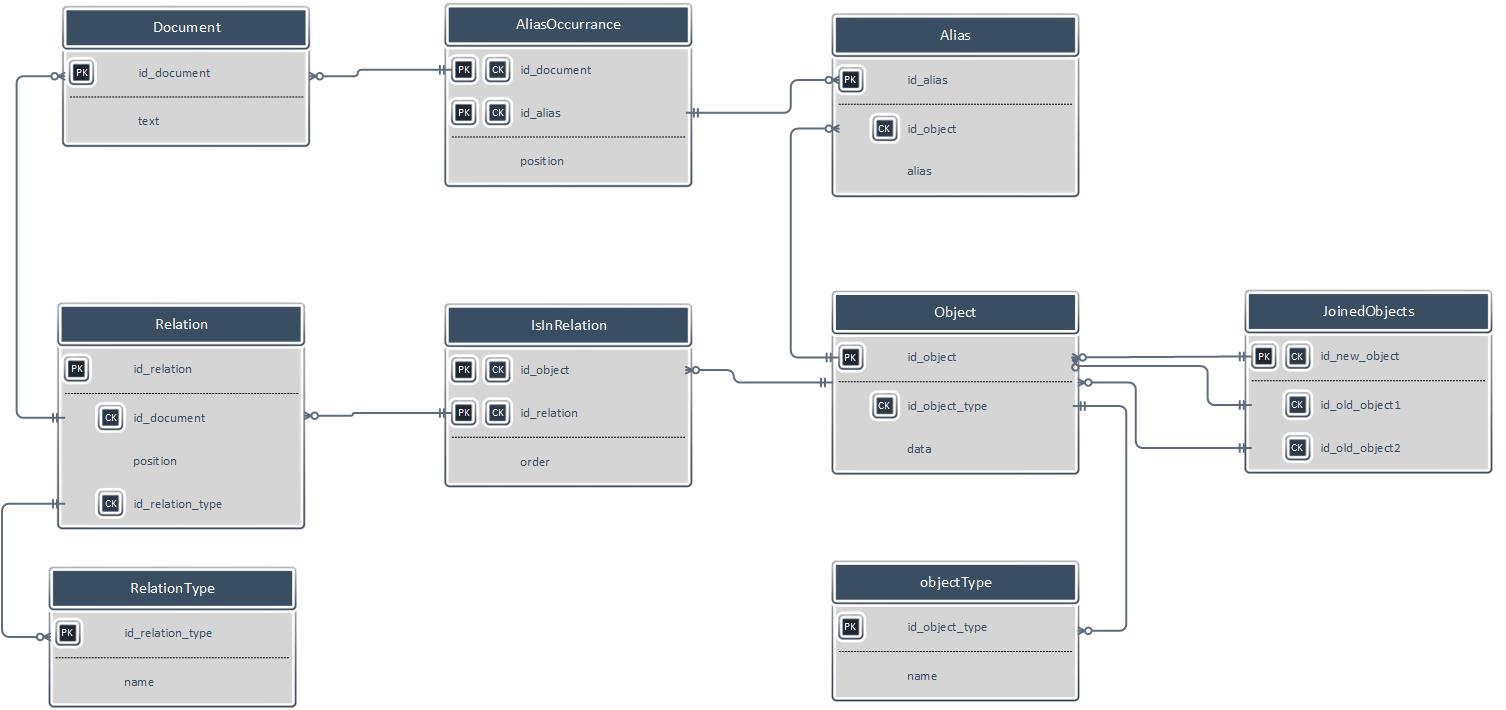 Document
PK id_document
text
AliasOccurrance
PK CK id_document
PK CK id_alias
position
Alias
PK id_alias
CK id_object
alias
Relation
PK id_relation
CK id_document
position
CK id_relation_type
IsInRelation
PK CK id_object
PK CK id_relation
order
Object
PK id_object
CK id_object_type
data
JoinedObjects
PK CK id_new_object
CK id_old_object1
CK id_old_object2
RelationType
PK id_relation_type
name
objectType
PK id_object_type
name